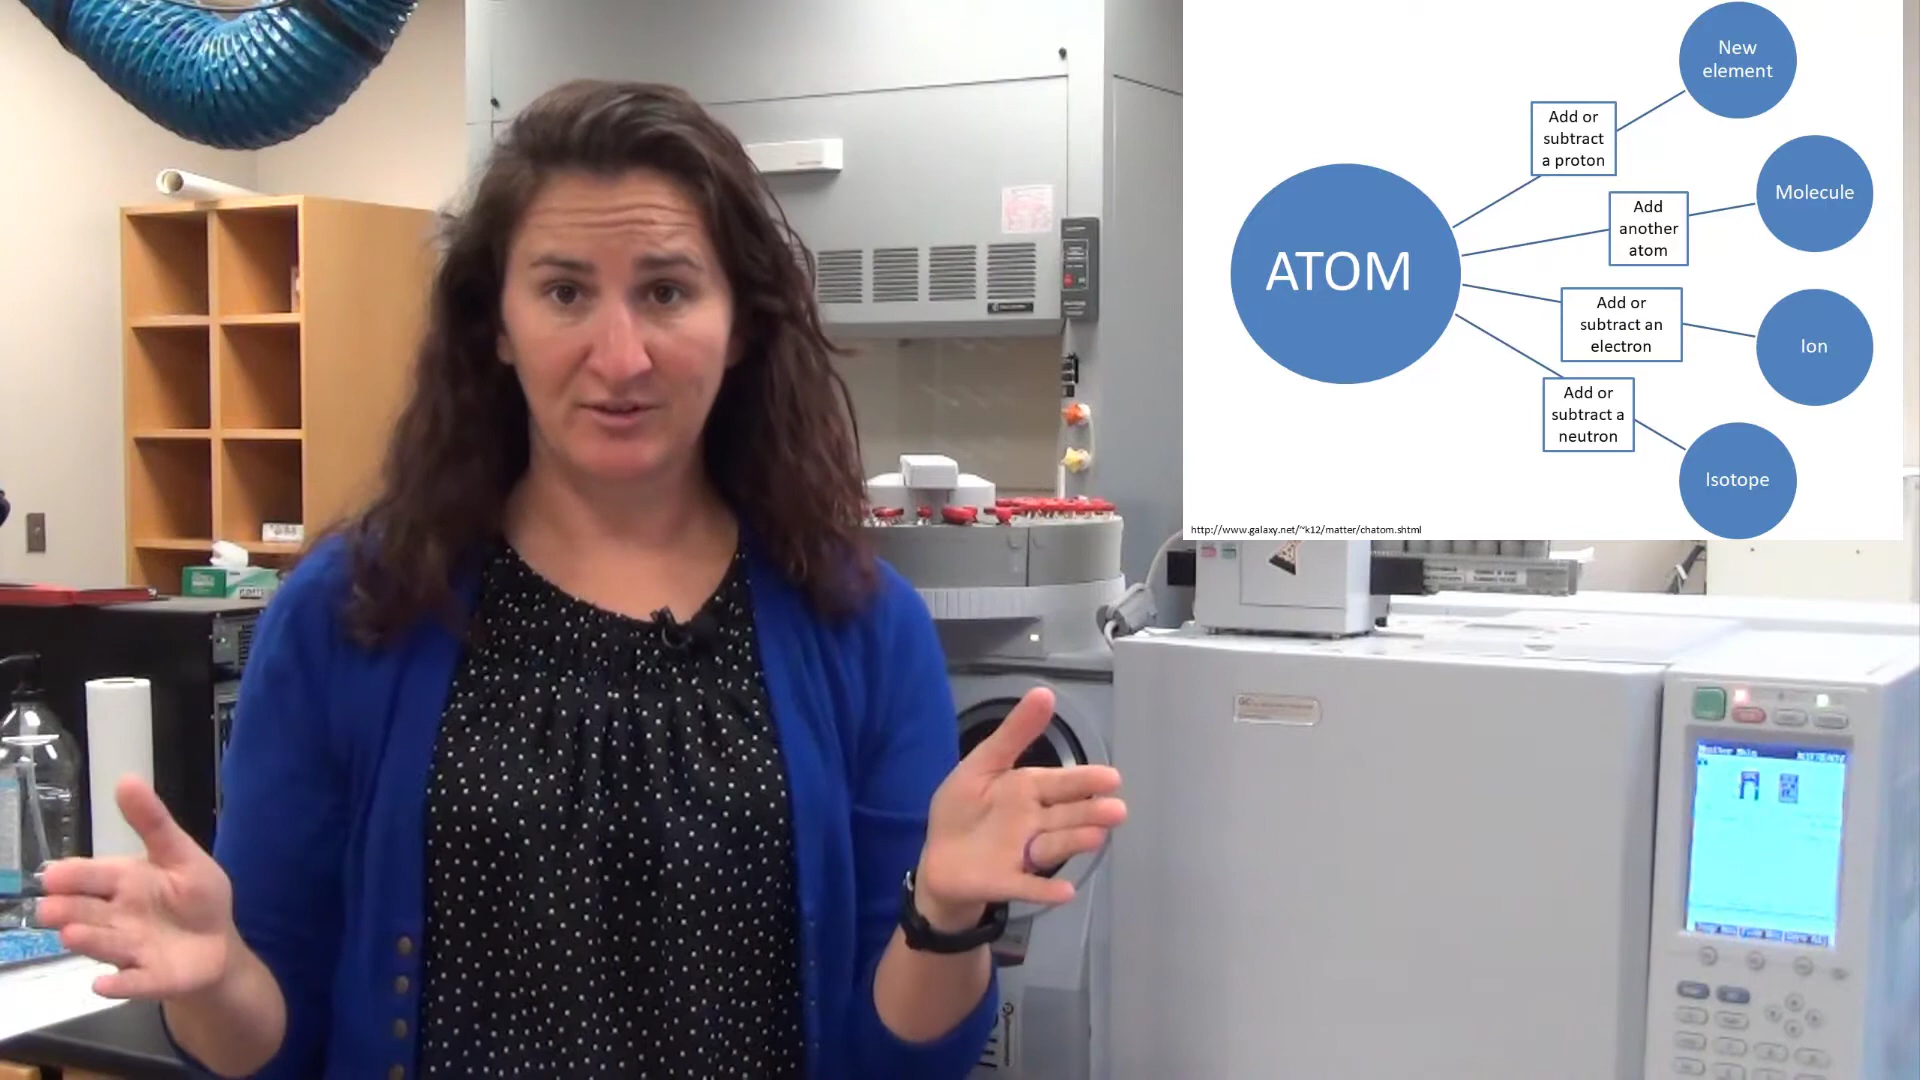 New
element
Add or
subtract
a proton
Molecule
Add
another
atom
ATOM
Add or
subtract an
electron
Ion
Add or
subtract a
neutron
Isotope
http://www.galaxy.net/~k12/matter/chatom.shtml
GC